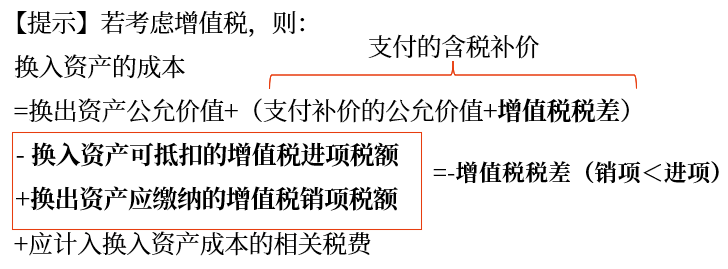 【提示】若考虑增值税，则：
支付的含税补价
换入资产的成本
=换出资产公允价值+（支付补价的公允价值+增值税税差）
- 换入资产可抵扣的增值税进项税额
+换出资产应缴纳的增值税销项税额
=-增值税税差（销项＜进项）
+应计入换入资产成本的相关税费